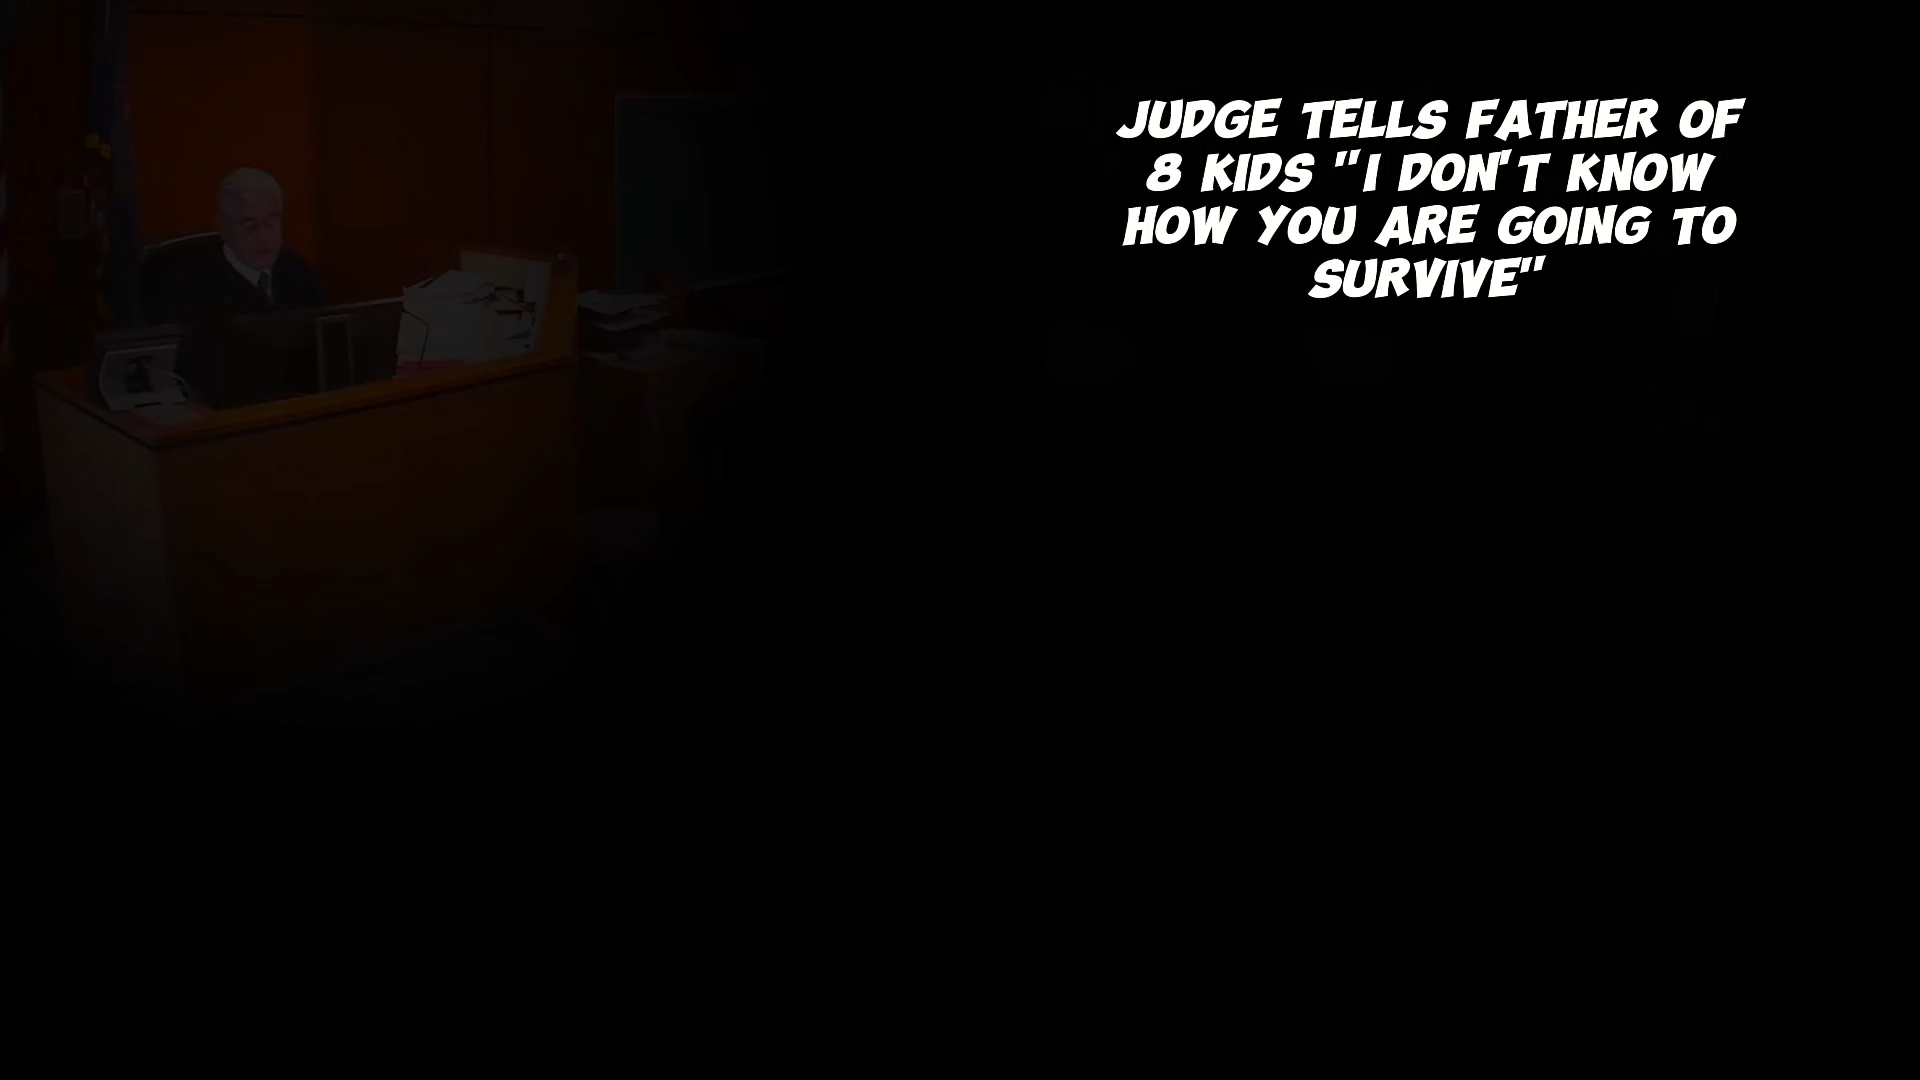 JUDGE TELLS FATHER OF
8 KIDS "I DON'T KNOW
HOW YOU ARE GOING TO
SURVIVE"